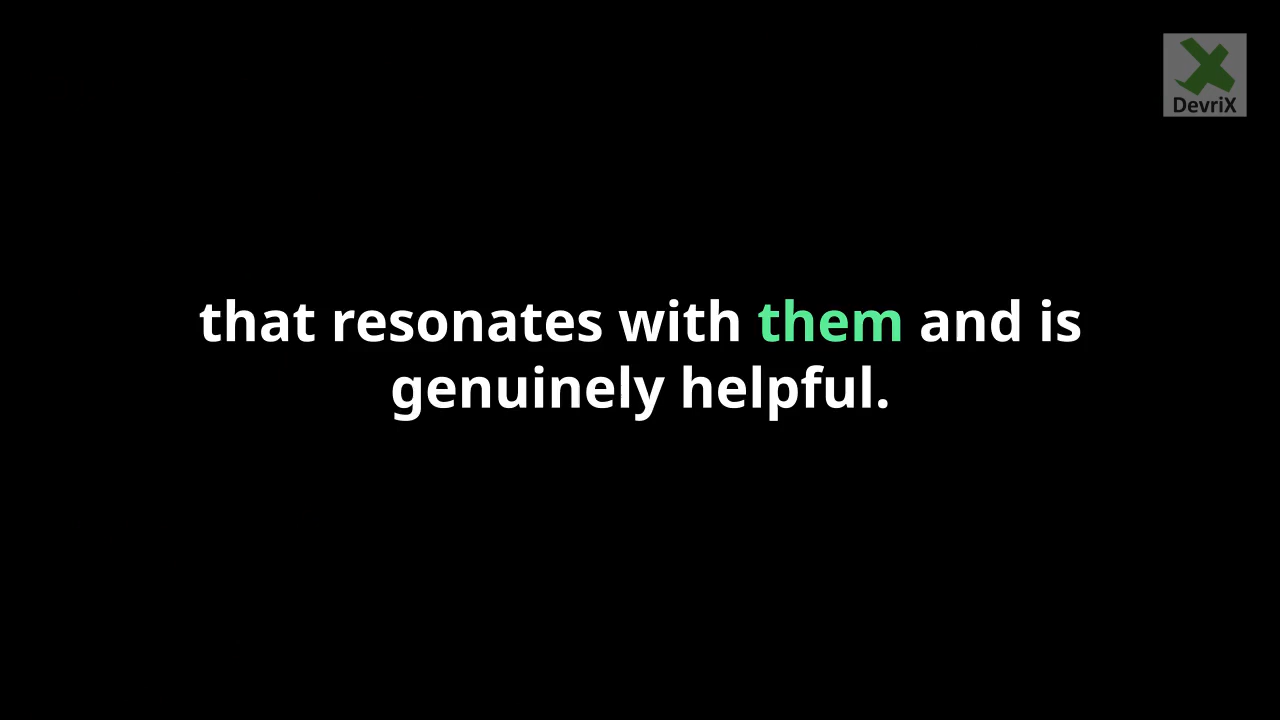 DevriX
that resonates with them and is
genuinely helpful.